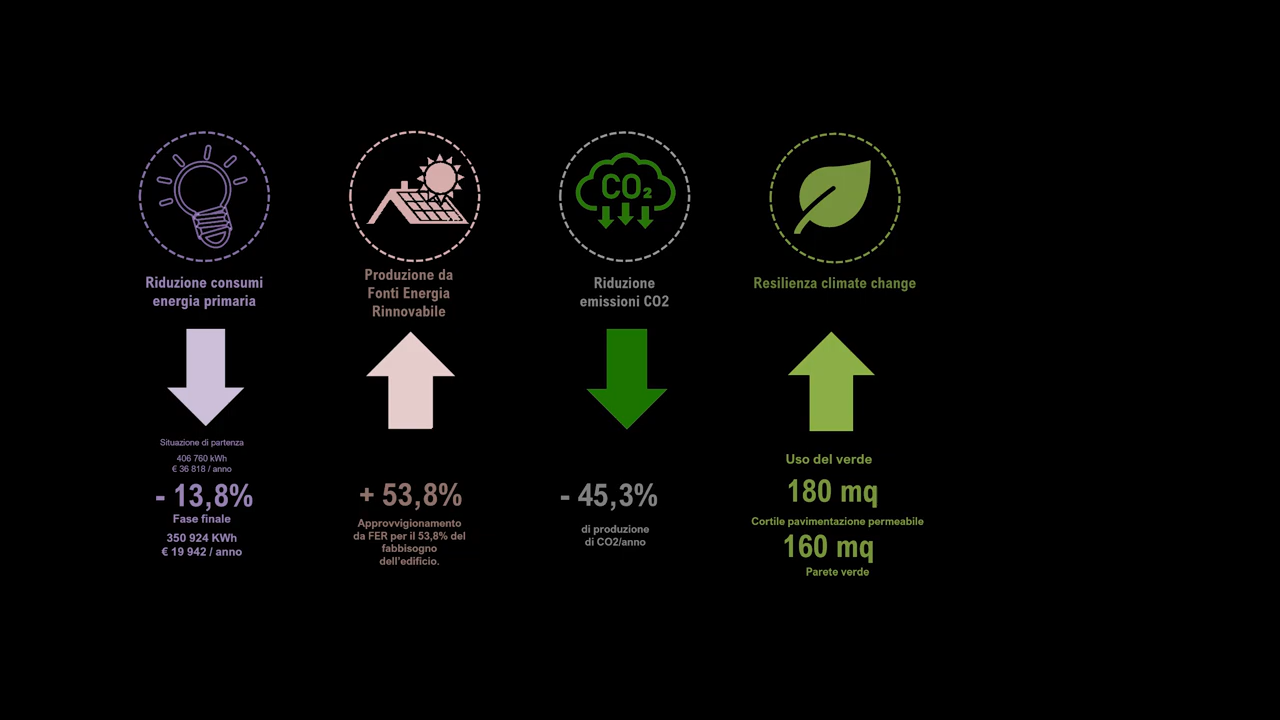 Riduzione consumi
energia primaria
Situazione di partenza
406 760 kWh
€ 36 818 / anno
- 13,8%
Fase finale
350 924 KWh
€ 19 942 / anno
Produzione da
Fonti Energia
Rinnovabile
+ 53,8%
Approvvigionamento
da FER per il 53,8% del
fabbisogno
dell'edificio.
CO₂
Riduzione
emissioni CO2
- 45,3%
di produzione
di CO2/anno
Resilienza climate change
Uso del verde
180 mq
Cortile pavimentazione permeabile
160 mq
Parete verde